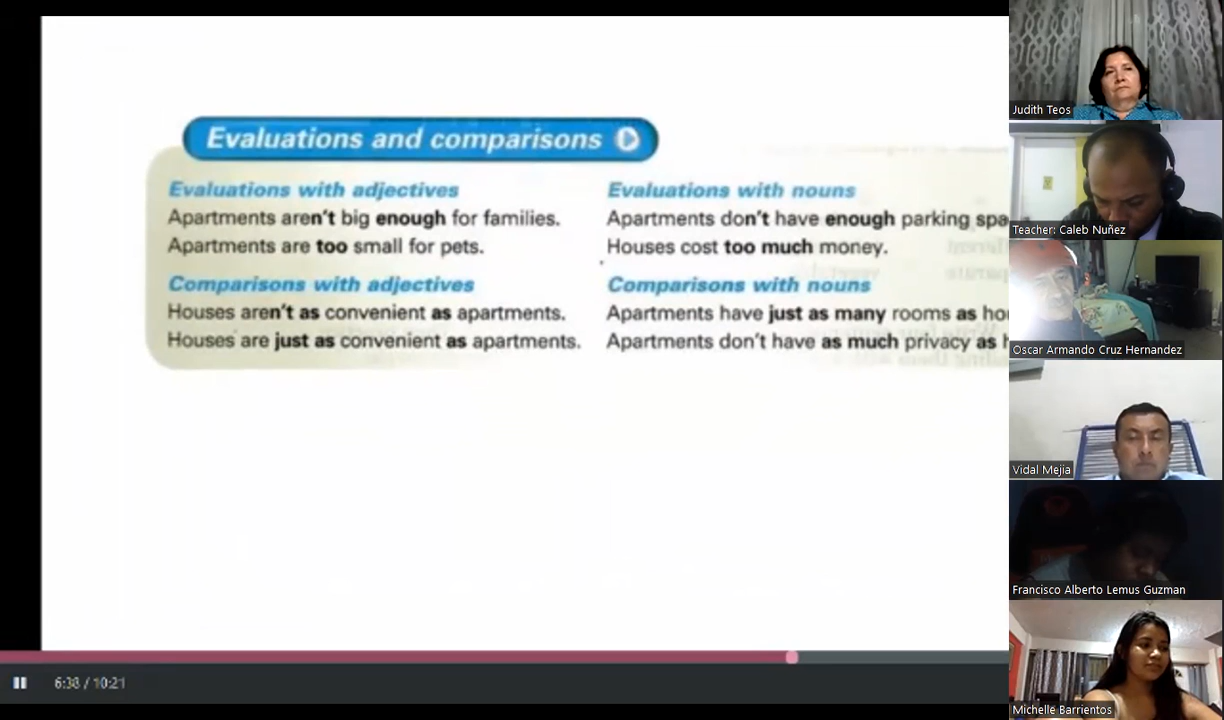 Evaluations and comparisons
Evaluations with adjectives
Apartments aren't big enough for families.
Apartments are too small for pets.
Comparisons with adjectives
Houses aren't as convenient as apartments.
Houses are just as convenient as apartments.
Evaluations with nouns
Apartments don't have enough parking spa
Houses cost too much money.
Comparisons with nouns
Apartments have just as many rooms as hou
Apartments don't have as much privacy as h
6:38 / 10:21
Judith Teos
Teacher: Caleb Nuñez
Oscar Armando Cruz Hernandez
Vidal Mejia
Francisco Alberto Lemus Guzman
Michelle Barrientos